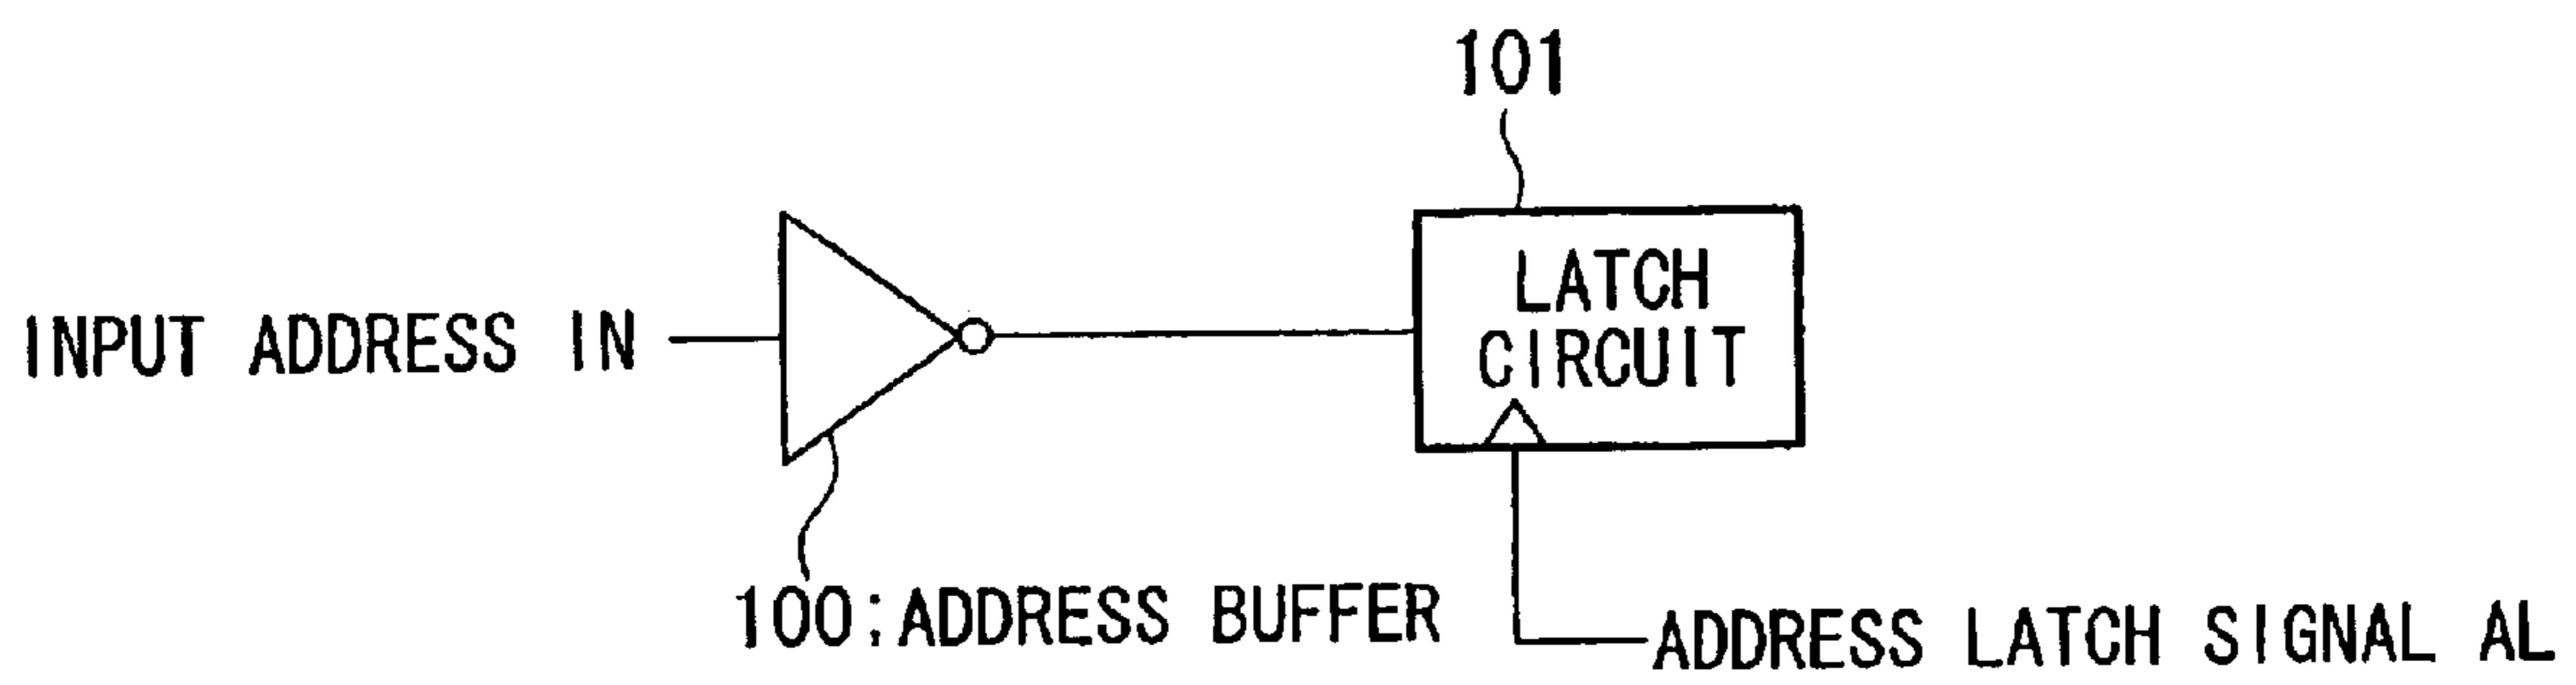 101
LATCH
CIRCUIT
INPUT ADDRESS IN
100:ADDRESS BUFFER
ADDRESS LATCH SIGNAL AL